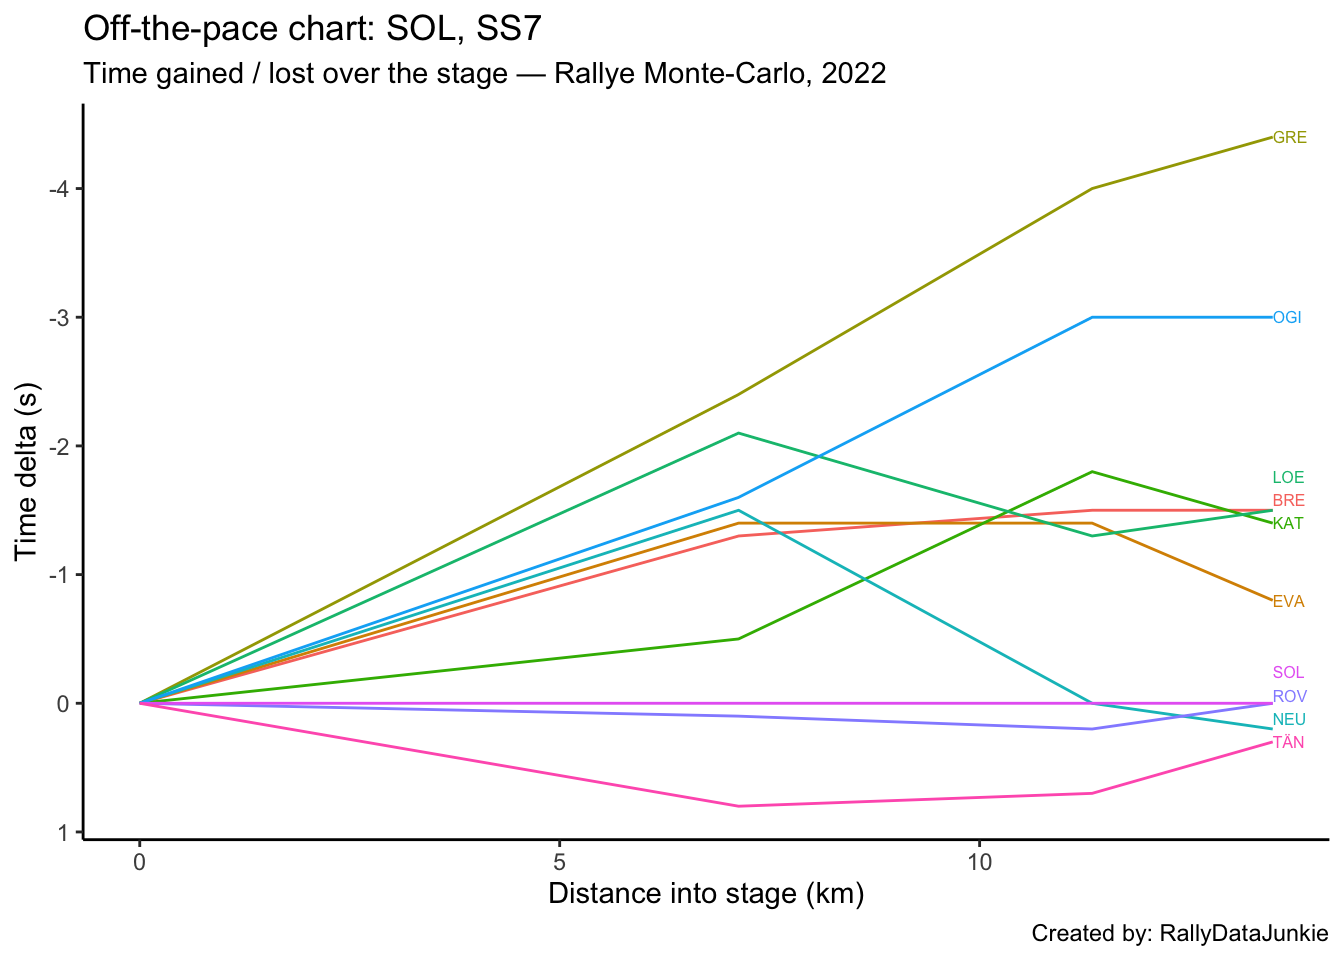 Off-the-pace chart: SOL, SS7
Time gained / lost over the stage — Rallye Monte-Carlo, 2022
Time delta (s)
-4
-3
-2
-1
0
1
GRE
OGI
LOE
BRE
KAT
EVA
SOL
ROV
NEU
TÄN
0
5
10
Distance into stage (km)
Created by: RallyDataJunkie